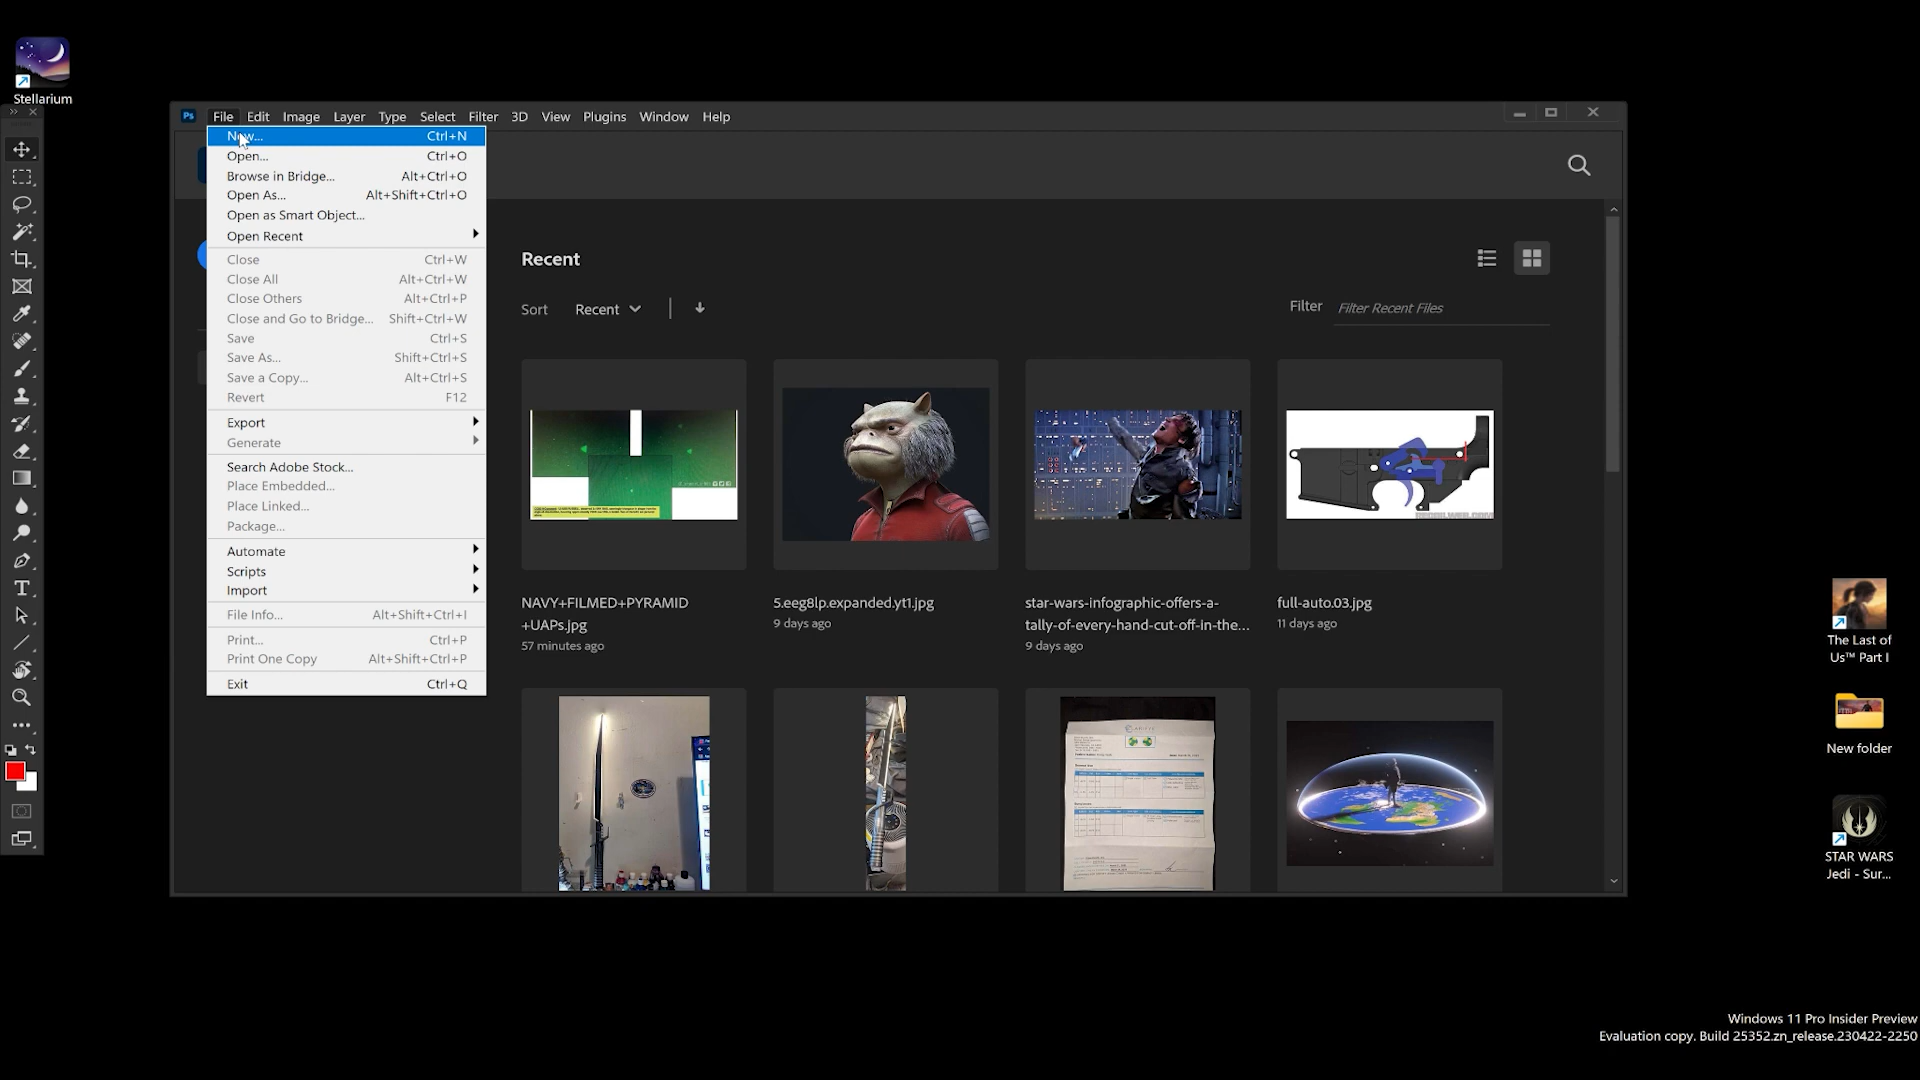 Stellarium
Ps
File Edit Image Layer Type Select Filter 3D View Plugins Window Help
New... Ctrl+N
Open... Ctrl+O
Browse in Bridge... Alt+Ctrl+O
Open As... Alt+Shift+Ctrl+O
Open as Smart Object...
Open Recent
Close Ctrl+W
Close All Alt+Ctrl+W
Close Others Alt+Ctrl+P
Close and Go to Bridge... Shift+Ctrl+W
Save Ctrl+S
Save As... Shift+Ctrl+S
Save a Copy... Alt+Ctrl+S
Revert F12
Export
Generate
Search Adobe Stock...
Place Embedded...
Place Linked...
Package...
Automate
Scripts
Import
File Info... Alt+Shift+Ctrl+I
Print... Ctrl+P
Print One Copy Alt+Shift+Ctrl+P
Exit Ctrl+Q
Recent
Sort Recent
Filter Filter Recent Files
NAVY+FILMED+PYRAMID
+UAPs.jpg
57 minutes ago
5.eeg8lp.expanded.yt1.jpg
9 days ago
star-wars-infographic-offers-a-
tally-of-every-hand-cut-off-in-the...
9 days ago
full-auto.03.jpg
11 days ago
The Last of
Us™ Part I
New folder
STAR WARS
Jedi - Sur...
Windows 11 Pro Insider Preview
Evaluation copy. Build 25352.zn_release.230422-2250